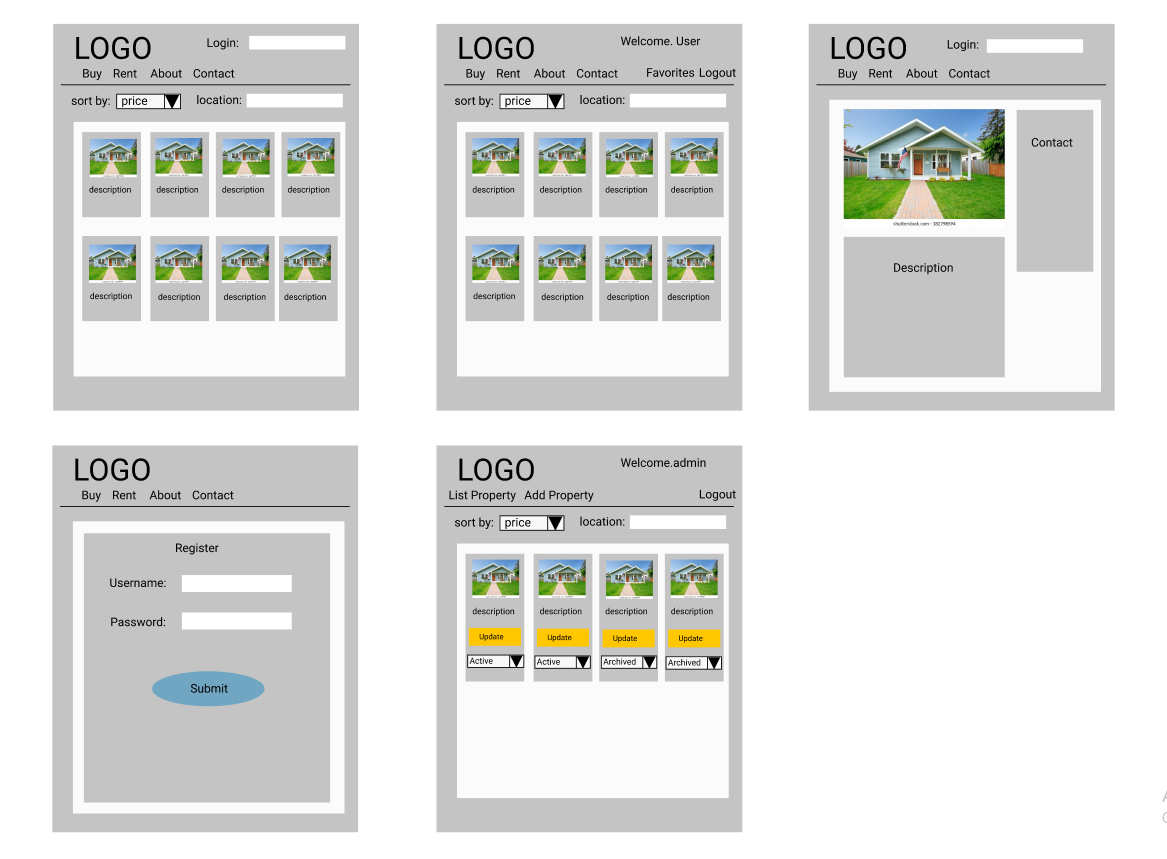 LOGO
Login:
Buy Rent About Contact
sort by: price location:
description description description description
description description description description
LOGO
Welcome. User
Buy Rent About Contact Favorites Logout
sort by: price location:
description description description description
description description description description
LOGO
Login:
Buy Rent About Contact
Contact
shutterstock.com · 182798594
Description
LOGO
Buy Rent About Contact
Register
Username:
Password:
Submit
LOGO
Welcome.admin
List Property Add Property Logout
sort by: price location:
description description description description
Update Update Update Update
Active Active Archived Archived